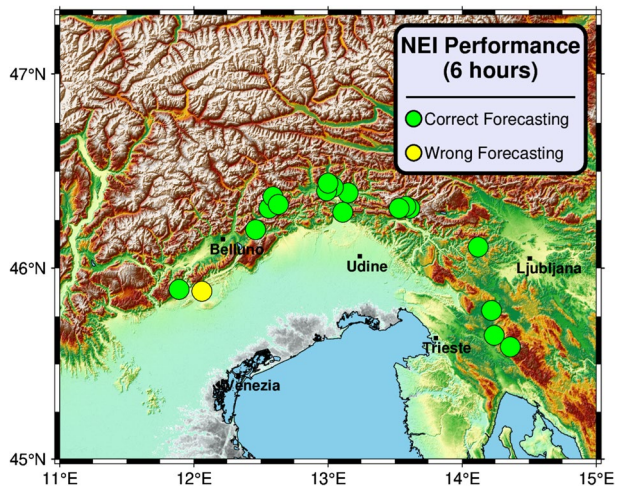 NEI Performance
(6 hours)
Correct Forecasting
Wrong Forecasting
47°N
46°N
45°N
Belluno
Udine
Ljubljana
Trieste
Venezia
11°E
12°E
13°E
14°E
15°E